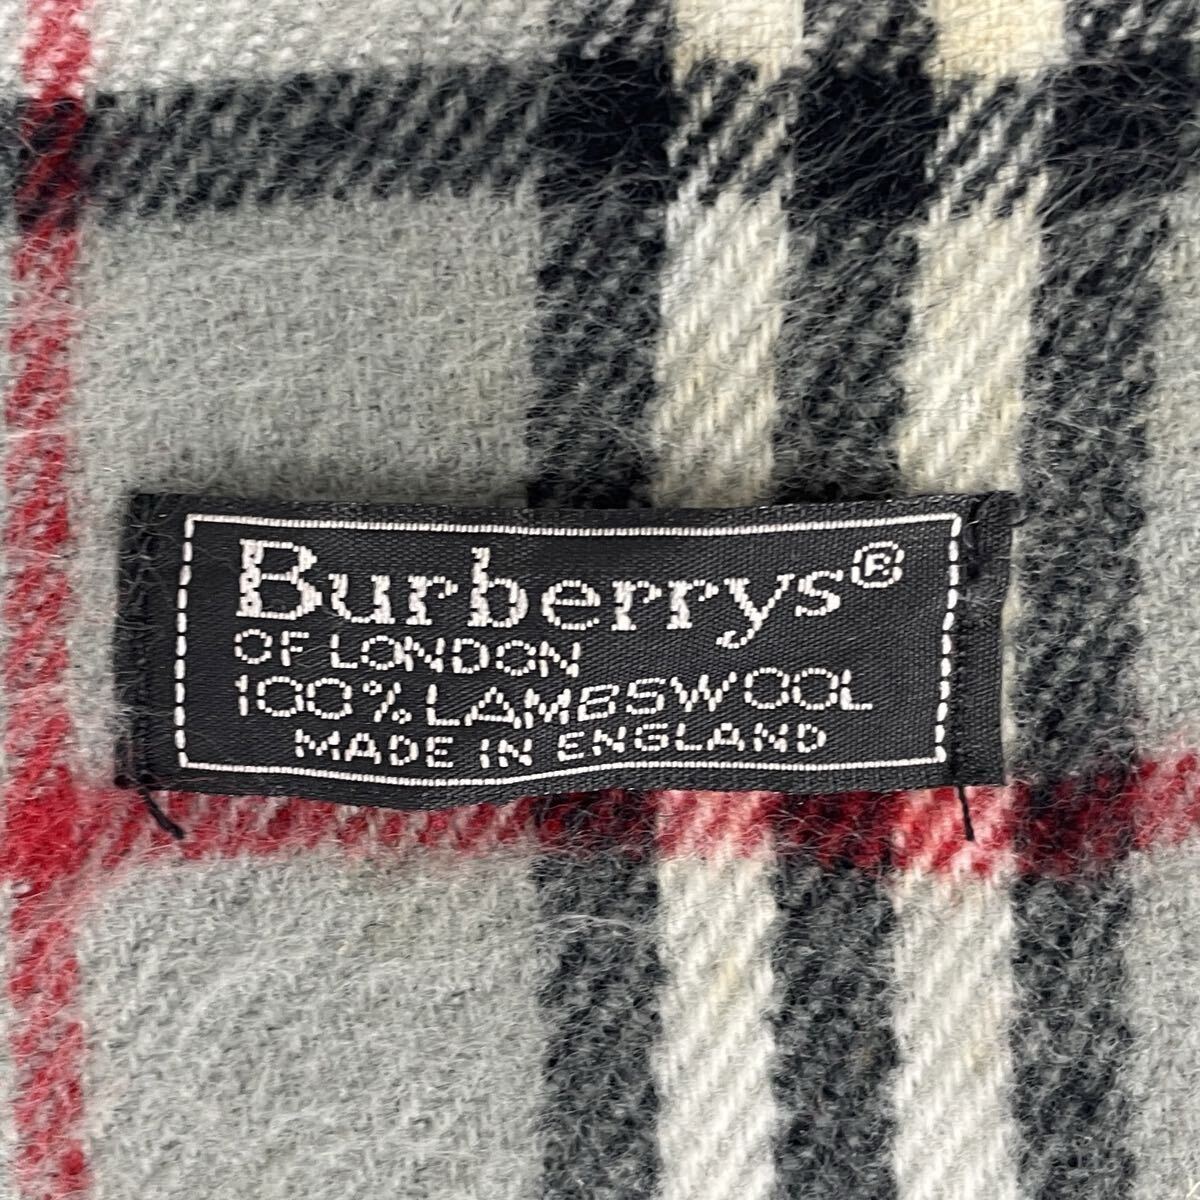 Burberrys®
OF LONDON
100% LAMBSWOOL
MADE IN ENGLAND